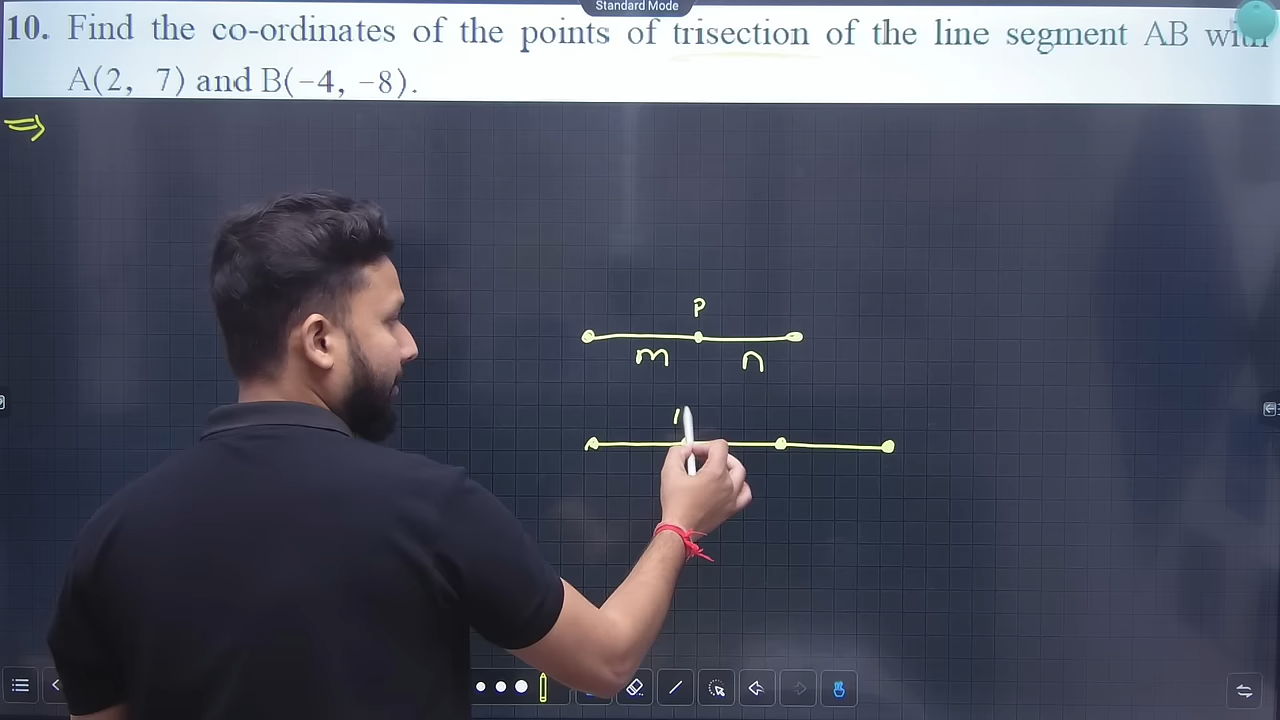 Standard Mode
10. Find the co-ordinates of the points of trisection of the line segment AB with
A(2, 7) and B(−4, −8).
⇒
P
m n